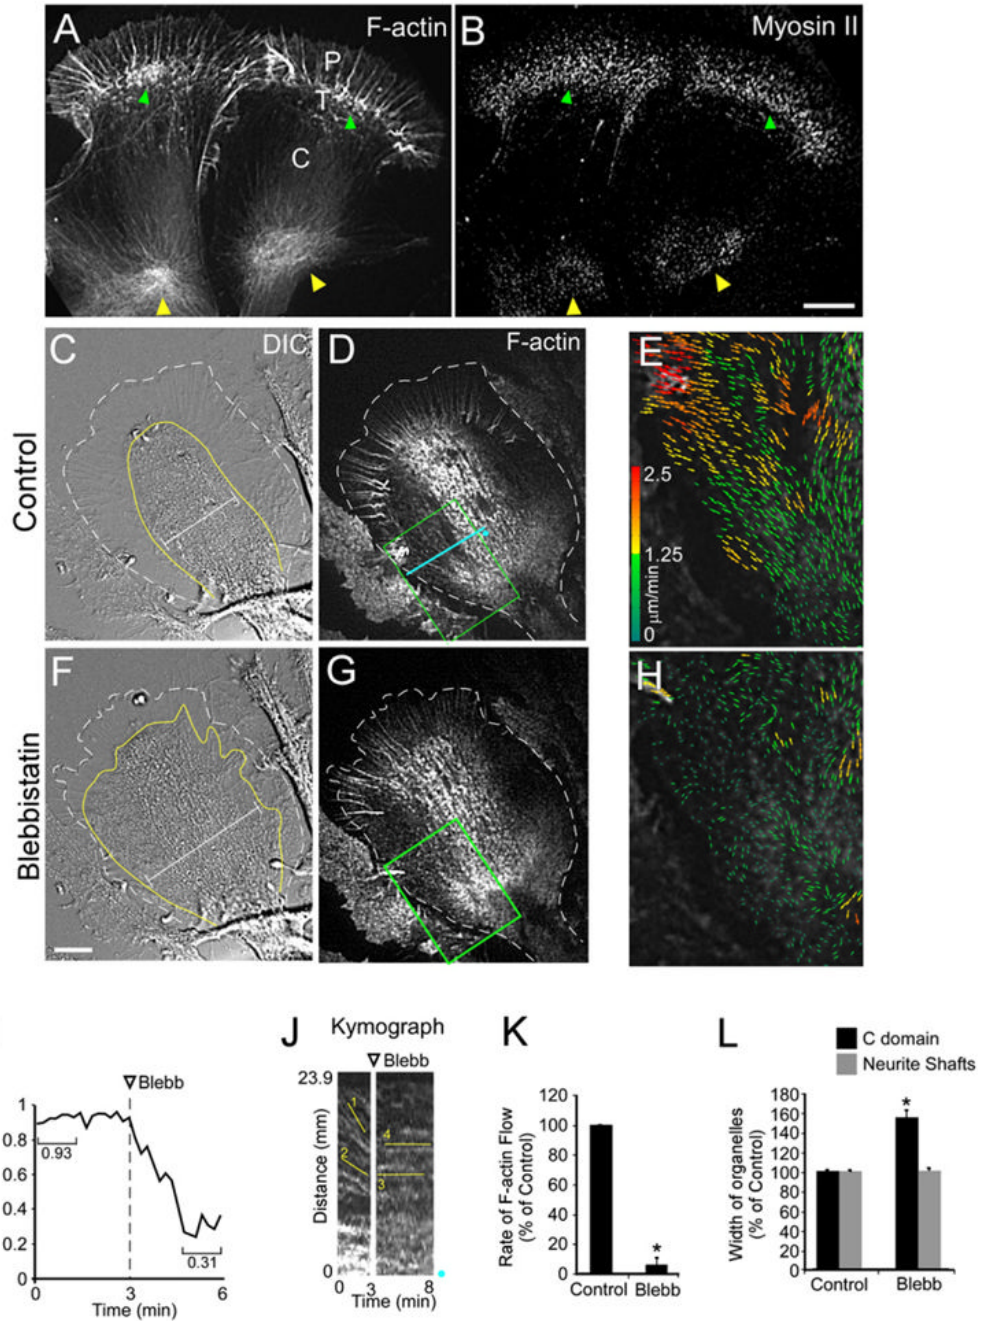 A
F-actin
P
T
C
B
Myosin II
Control
C
DIC
D
F-actin
E
2.5
1.25
0
μm/min
Blebbistatin
F
G
H
Blebb
1
0.8
0.6
0.4
0.2
0
0.93
0.31
0 3 6
Time (min)
J
Kymograph
Blebb
23.9
Distance (mm)
0
1
2
4
3
3 8
Time (min)
K
120
100
80
60
40
20
0
Rate of F-actin Flow
(% of Control)
*
Control Blebb
L
C domain
Neurite Shafts
180
160
140
120
100
80
60
40
20
0
Width of organelles
(% of Control)
*
Control Blebb